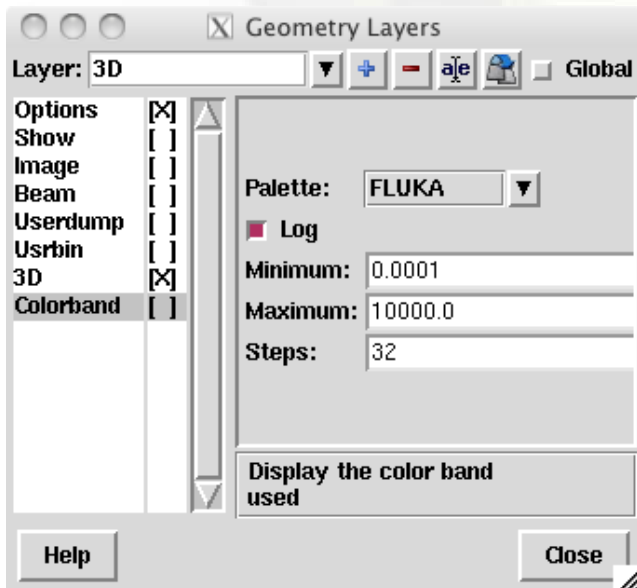 Geometry Layers
Layer: 3D
Global
Options [X]
Show [ ]
Image [ ]
Beam [ ]
Userdump [ ]
Usrbin [ ]
3D [X]
Colorband [ ]
Palette: FLUKA
Log
Minimum: 0.0001
Maximum: 10000.0
Steps: 32
Display the color band
used
Help
Close